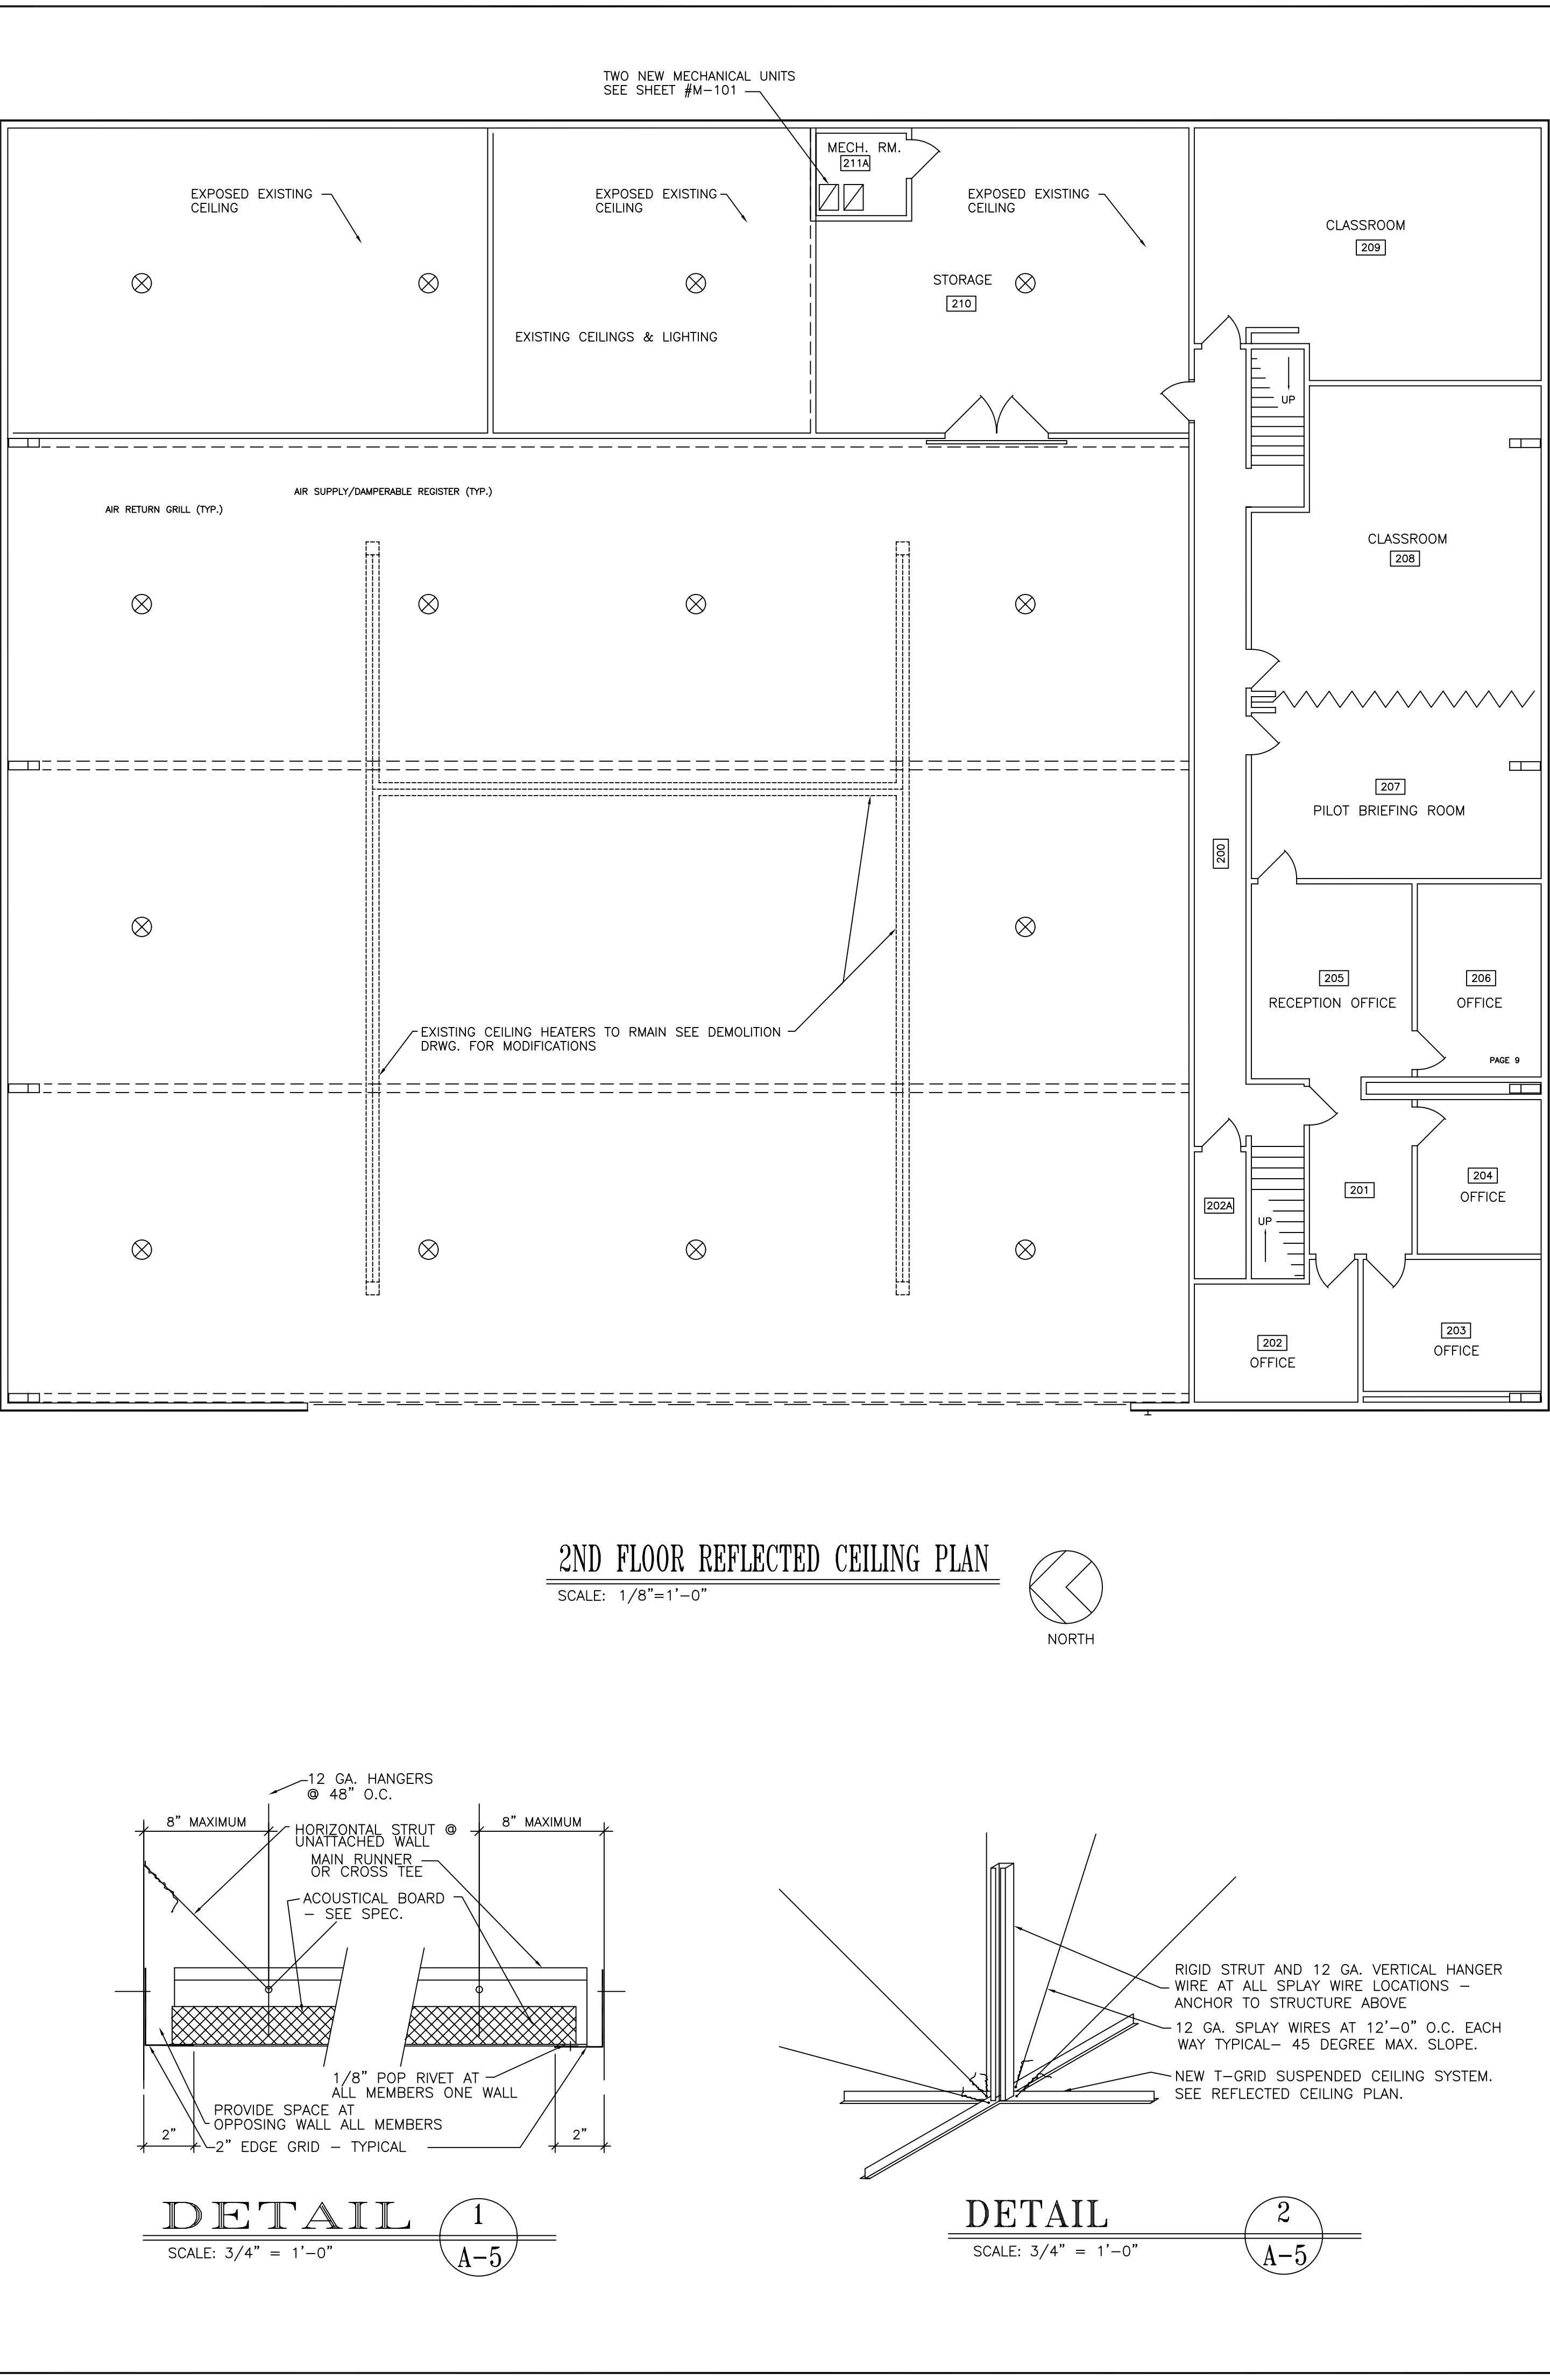 TWO NEW MECHANICAL UNITS
SEE SHEET #M-101
MECH. RM.
211A
EXPOSED EXISTING
CEILING
EXPOSED EXISTING
CEILING
EXPOSED EXISTING
CEILING
CLASSROOM
209
STORAGE
210
EXISTING CEILINGS & LIGHTING
UP
AIR SUPPLY/DAMPERABLE REGISTER (TYP.)
AIR RETURN GRILL (TYP.)
CLASSROOM
208
207
PILOT BRIEFING ROOM
200
205
RECEPTION OFFICE
206
OFFICE
EXISTING CEILING HEATERS TO RMAIN SEE DEMOLITION
DRWG. FOR MODIFICATIONS
PAGE 9
204
OFFICE
201
202A
UP
202
OFFICE
203
OFFICE
2ND FLOOR REFLECTED CEILING PLAN
SCALE: 1/8"=1'-0"
NORTH
12 GA. HANGERS
@ 48" O.C.
8" MAXIMUM
8" MAXIMUM
HORIZONTAL STRUT @
UNATTACHED WALL
MAIN RUNNER
OR CROSS TEE
ACOUSTICAL BOARD
- SEE SPEC.
1/8" POP RIVET AT
ALL MEMBERS ONE WALL
PROVIDE SPACE AT
OPPOSING WALL ALL MEMBERS
2"
2"
2" EDGE GRID - TYPICAL
DETAIL
1
A-5
SCALE: 3/4" = 1'-0"
RIGID STRUT AND 12 GA. VERTICAL HANGER
WIRE AT ALL SPLAY WIRE LOCATIONS -
ANCHOR TO STRUCTURE ABOVE
12 GA. SPLAY WIRES AT 12'-0" O.C. EACH
WAY TYPICAL- 45 DEGREE MAX. SLOPE.
NEW T-GRID SUSPENDED CEILING SYSTEM.
SEE REFLECTED CEILING PLAN.
DETAIL
2
A-5
SCALE: 3/4" = 1'-0"